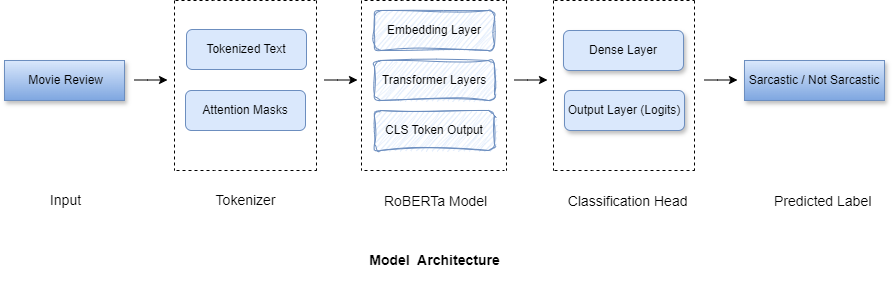 Movie Review
Tokenized Text
Attention Masks
Embedding Layer
Transformer Layers
CLS Token Output
Dense Layer
Output Layer (Logits)
Sarcastic / Not Sarcastic
Input
Tokenizer
RoBERTa Model
Classification Head
Predicted Label
Model Architecture